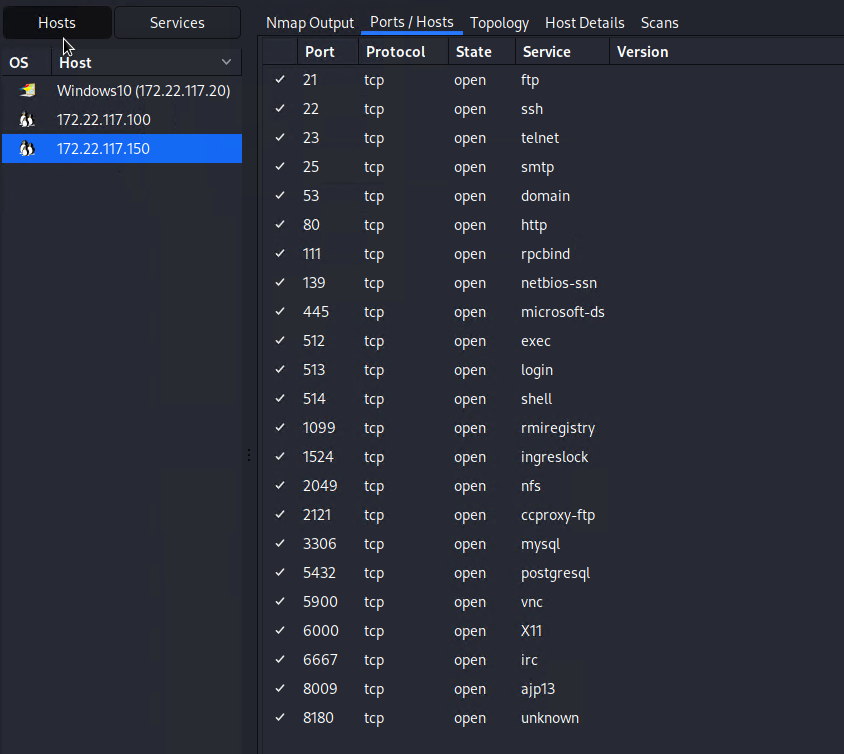 Hosts Services
OS Host
Windows10 (172.22.117.20)
172.22.117.100
172.22.117.150
Nmap Output Ports / Hosts Topology Host Details Scans
Port Protocol State Service Version
21 tcp open ftp
22 tcp open ssh
23 tcp open telnet
25 tcp open smtp
53 tcp open domain
80 tcp open http
111 tcp open rpcbind
139 tcp open netbios-ssn
445 tcp open microsoft-ds
512 tcp open exec
513 tcp open login
514 tcp open shell
1099 tcp open rmiregistry
1524 tcp open ingreslock
2049 tcp open nfs
2121 tcp open ccproxy-ftp
3306 tcp open mysql
5432 tcp open postgresql
5900 tcp open vnc
6000 tcp open X11
6667 tcp open irc
8009 tcp open ajp13
8180 tcp open unknown